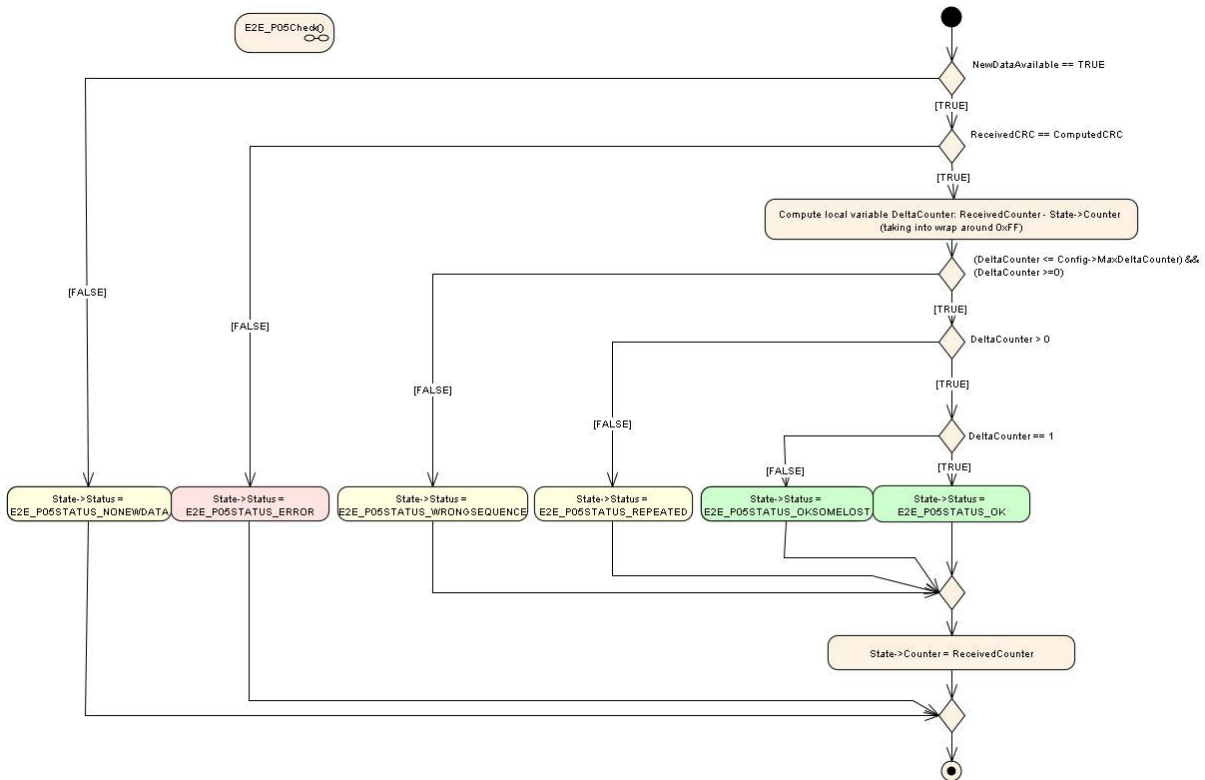 E2E_P05Check()
NewDataAvailable == TRUE
[TRUE]
ReceivedCRC == ComputedCRC
[TRUE]
Compute local variable DeltaCounter: ReceivedCounter - State->Counter
(taking into wrap around 0xFF)
(DeltaCounter <= Config->MaxDeltaCounter) &&
(DeltaCounter >=0)
[FALSE]
[TRUE]
[FALSE]
DeltaCounter > 0
[FALSE]
[TRUE]
[FALSE]
DeltaCounter == 1
[FALSE]
[TRUE]
State->Status =
E2E_P05STATUS_NONEWDATA
State->Status =
E2E_P05STATUS_ERROR
State->Status =
E2E_P05STATUS_WRONGSEQUENCE
State->Status =
E2E_P05STATUS_REPEATED
State->Status =
E2E_P05STATUS_OKSOMELOST
State->Status =
E2E_P05STATUS_OK
State->Counter = ReceivedCounter